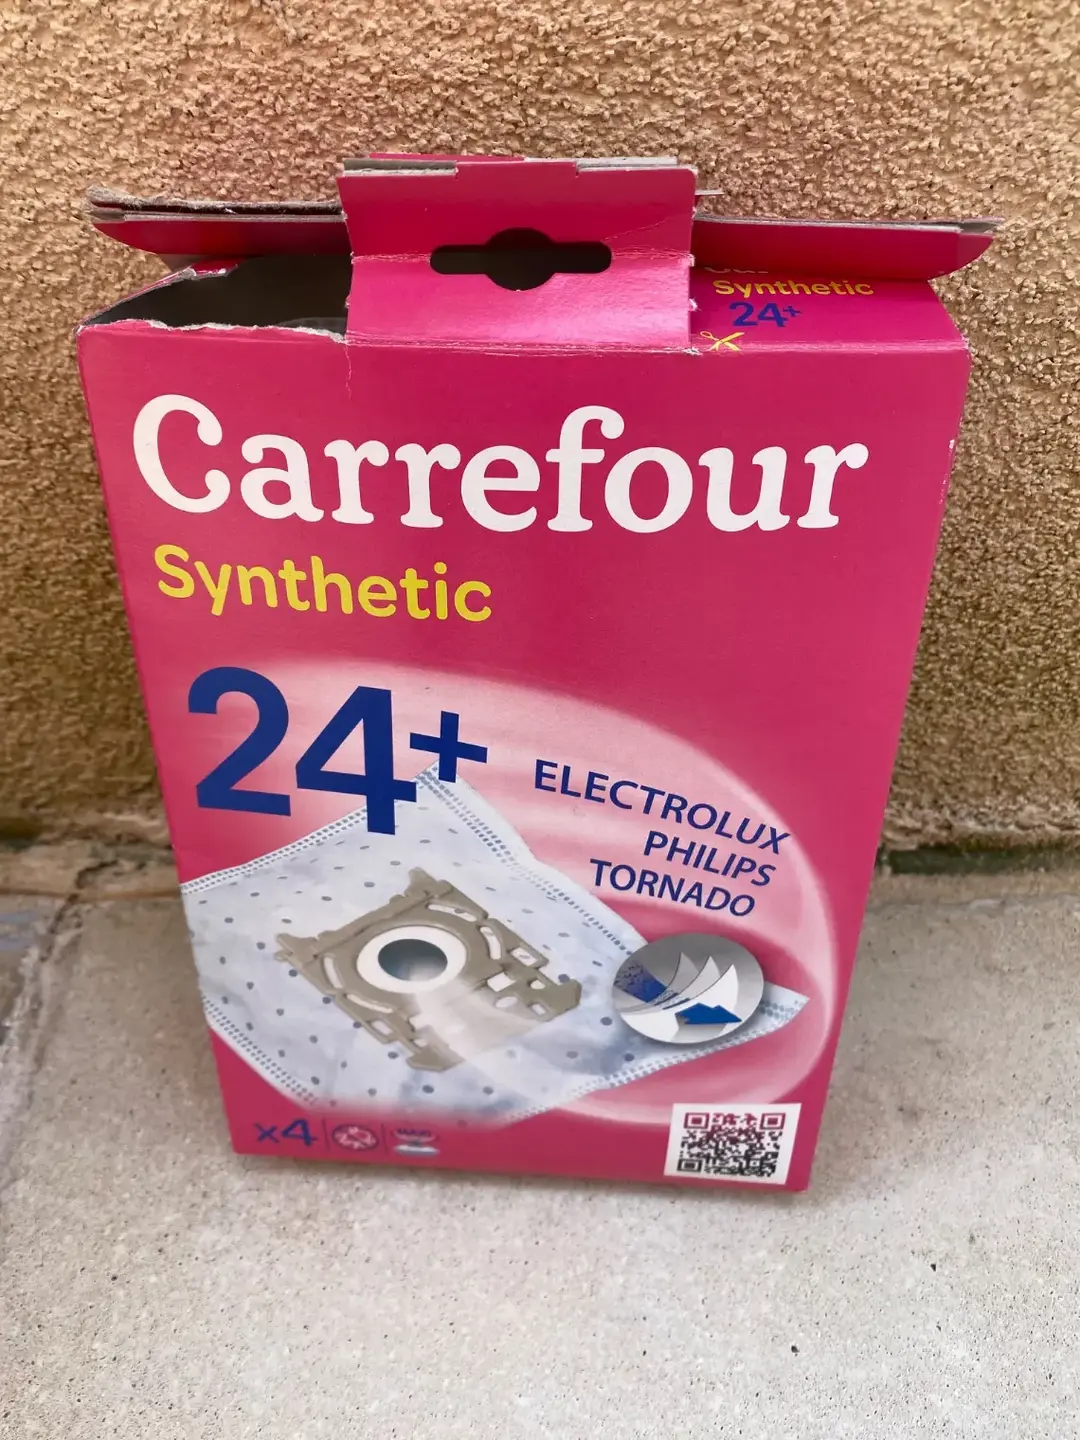 Synthetic
24+
Carrefour
Synthetic
24+
ELECTROLUX
PHILIPS
TORNADO
x4